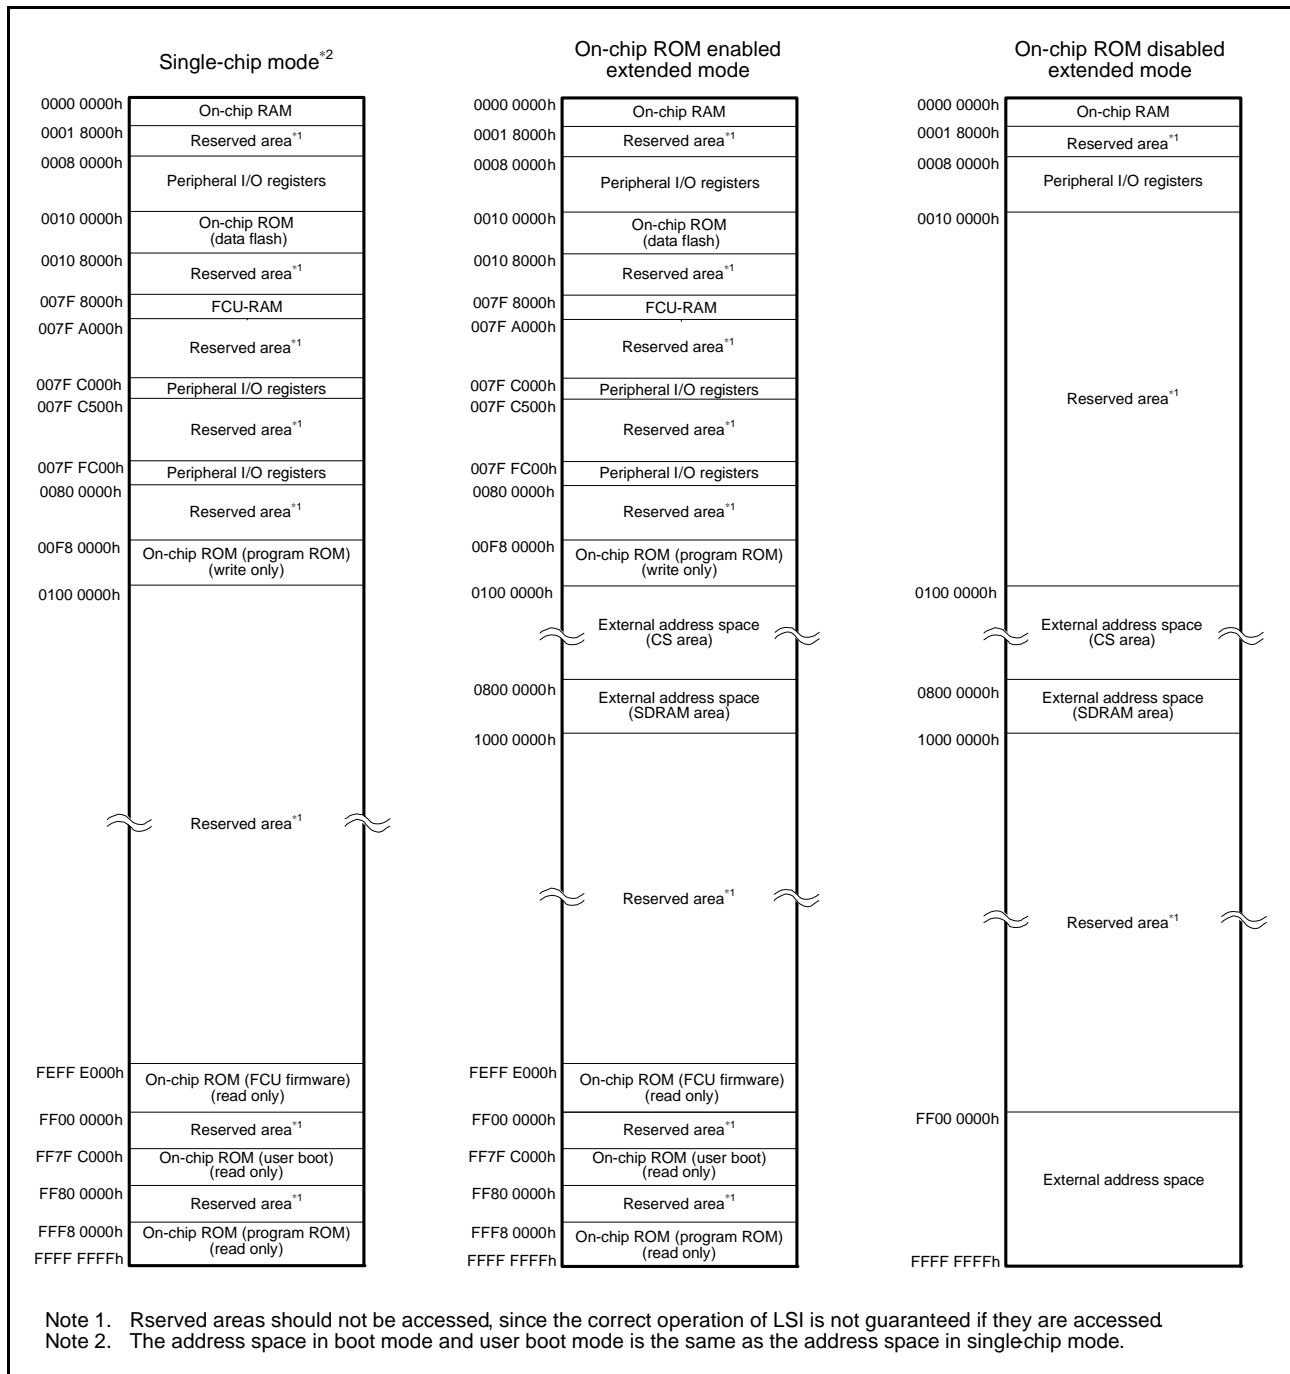 Single-chip mode*2
0000 0000h
On-chip RAM
0001 8000h
Reserved area*1
0008 0000h
Peripheral I/O registers
0010 0000h
On-chip ROM
(data flash)
0010 8000h
Reserved area*1
007F 8000h
FCU-RAM
007F A000h
Reserved area*1
007F C000h
Peripheral I/O registers
007F C500h
Reserved area*1
007F FC00h
Peripheral I/O registers
0080 0000h
Reserved area*1
00F8 0000h
On-chip ROM (program ROM)
(write only)
0100 0000h
Reserved area*1
FEFF E000h
On-chip ROM (FCU firmware)
(read only)
FF00 0000h
Reserved area*1
FF7F C000h
On-chip ROM (user boot)
(read only)
FF80 0000h
Reserved area*1
FFF8 0000h
On-chip ROM (program ROM)
(read only)
FFFF FFFFh
On-chip ROM enabled
extended mode
0000 0000h
On-chip RAM
0001 8000h
Reserved area*1
0008 0000h
Peripheral I/O registers
0010 0000h
On-chip ROM
(data flash)
0010 8000h
Reserved area*1
007F 8000h
FCU-RAM
007F A000h
Reserved area*1
007F C000h
Peripheral I/O registers
007F C500h
Reserved area*1
007F FC00h
Peripheral I/O registers
0080 0000h
Reserved area*1
00F8 0000h
On-chip ROM (program ROM)
(write only)
0100 0000h
External address space
(CS area)
0800 0000h
External address space
(SDRAM area)
1000 0000h
Reserved area*1
FEFF E000h
On-chip ROM (FCU firmware)
(read only)
FF00 0000h
Reserved area*1
FF7F C000h
On-chip ROM (user boot)
(read only)
FF80 0000h
Reserved area*1
FFF8 0000h
On-chip ROM (program ROM)
(read only)
FFFF FFFFh
On-chip ROM disabled
extended mode
0000 0000h
On-chip RAM
0001 8000h
Reserved area*1
0008 0000h
Peripheral I/O registers
0010 0000h
Reserved area*1
0100 0000h
External address space
(CS area)
0800 0000h
External address space
(SDRAM area)
1000 0000h
Reserved area*1
FF00 0000h
External address space
FFFF FFFFh
Note 1. Rserved areas should not be accessed, since the correct operation of LSI is not guaranteed if they are accessed
Note 2. The address space in boot mode and user boot mode is the same as the address space in single-chip mode.